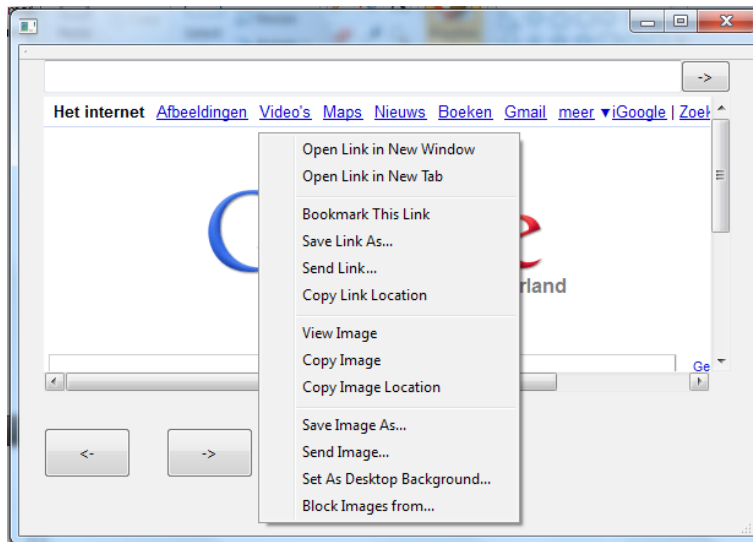 ->
Het internet Afbeeldingen Video's Maps Nieuws Boeken Gmail meer ▼ iGoogle |
Open Link in New Window
Open Link in New Tab
Bookmark This Link
Save Link As...
Send Link...
Copy Link Location
rland
View Image
Copy Image
Copy Image Location
Ge
Save Image As...
Send Image...
Set As Desktop Background...
Block Images from...
<- ->